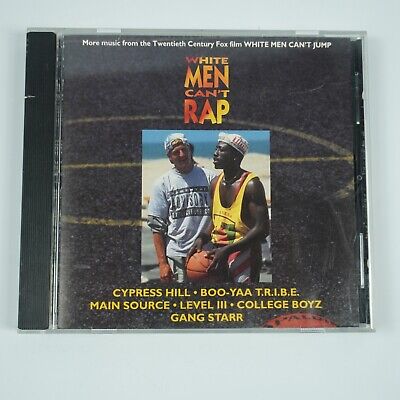 More music from the Twentieth Century Fox film WHITE MEN CAN'T JUMP
WHITE
MEN
CAN'T
RAP
CYPRESS HILL • BOO-YAA T.R.I.B.E.
MAIN SOURCE • LEVEL III • COLLEGE BOYZ
GANG STARR